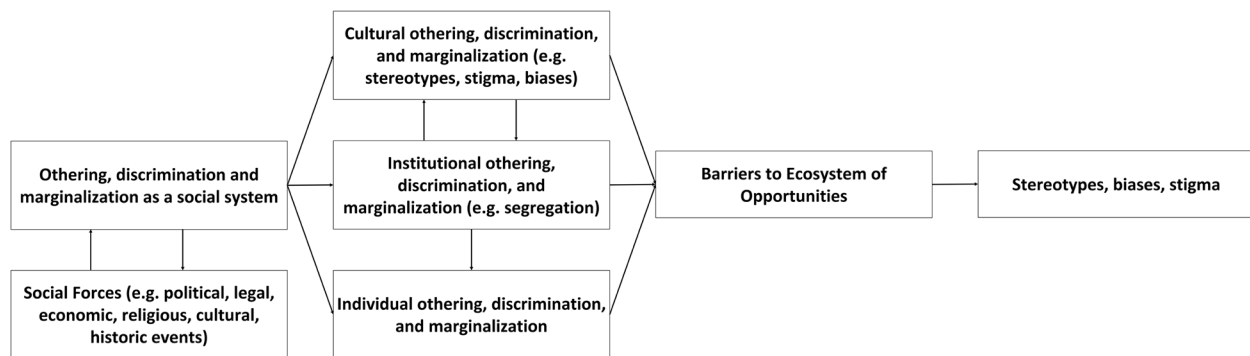 Cultural othering, discrimination,
and marginalization (e.g.
stereotypes, stigma, biases)
Othering, discrimination and
marginalization as a social system
Institutional othering,
discrimination, and
marginalization (e.g. segregation)
Barriers to Ecosystem of
Opportunities
Stereotypes, biases, stigma
Social Forces (e.g. political, legal,
economic, religious, cultural,
historic events)
Individual othering, discrimination,
and marginalization